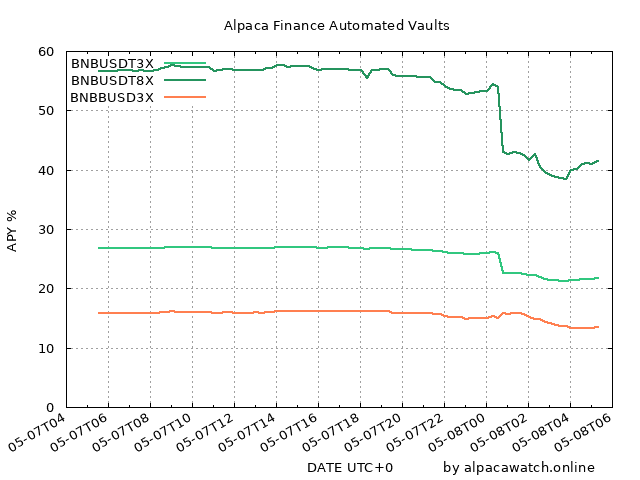 Alpaca Finance Automated Vaults
60
50
40
30
20
10
0
APY %
BNBUSDT3X
BNBUSDT8X
BNBBUSD3X
05-07T04
05-07T06
05-07T08
05-07T10
05-07T12
05-07T14
05-07T16
05-07T18
05-07T20
05-07T22
05-08T00
05-08T02
05-08T04
05-08T06
DATE UTC+0
by alpacawatch.online